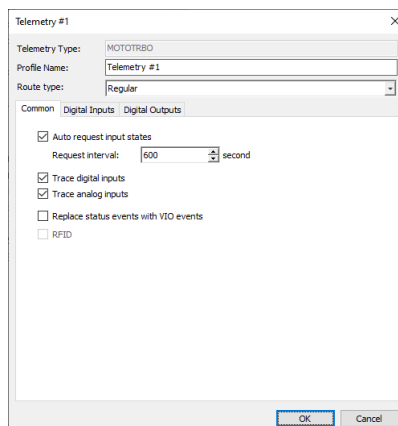 Telemetry #1
Telemetry Type: MOTOTRBO
Profile Name: Telemetry #1
Route type: Regular
Common Digital Inputs Digital Outputs
Auto request input states
Request interval: 600 second
Trace digital inputs
Trace analog inputs
Replace status events with VIO events
RFID
OK Cancel